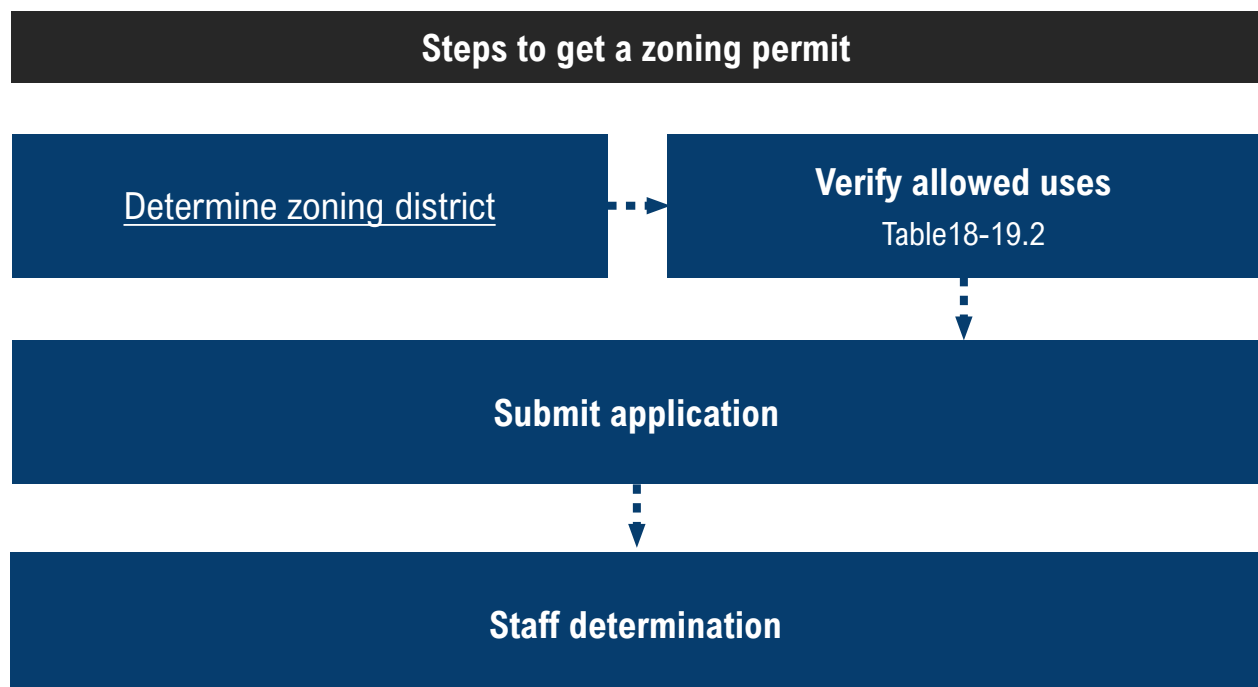 Steps to get a zoning permit
Determine zoning district
Verify allowed uses
Table18-19.2
Submit application
Staff determination